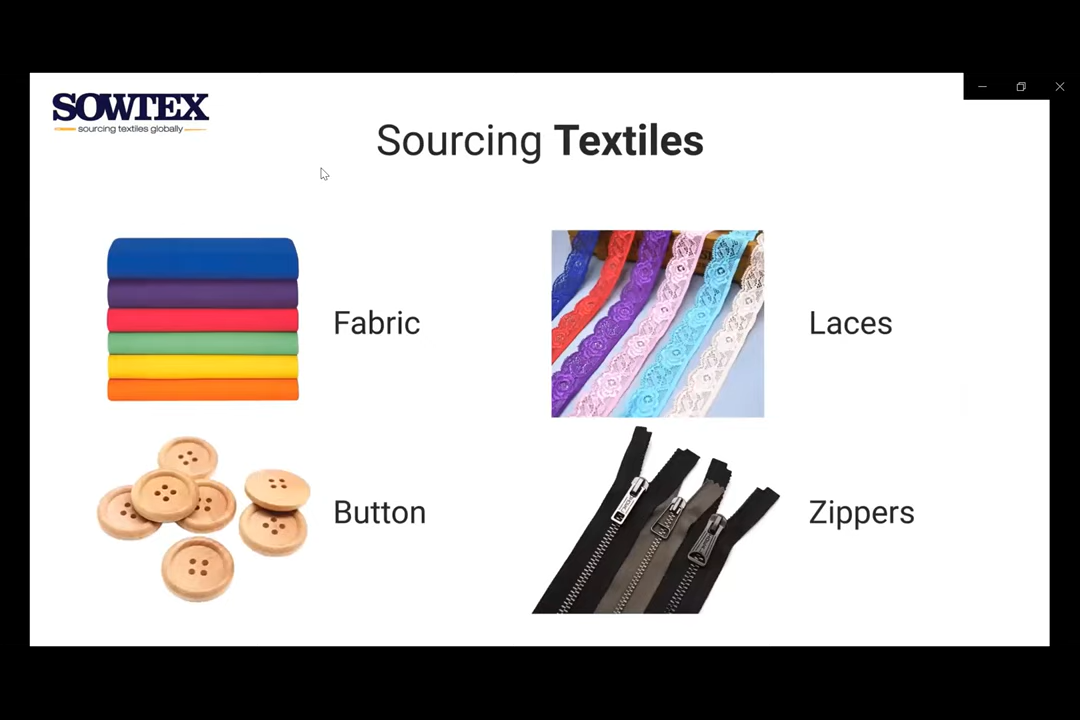 SOWTEX
sourcing textiles globally
Sourcing Textiles
Fabric
Laces
Button
Zippers